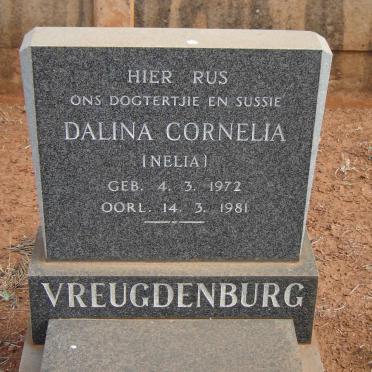 HIER RUS
ONS DOGTERTJIE EN SUSSIE
DALINA CORNELIA
(NELIA)
GEB. 4. 3. 1972
OORL. 14. 3. 1981
VREUGDENBURG